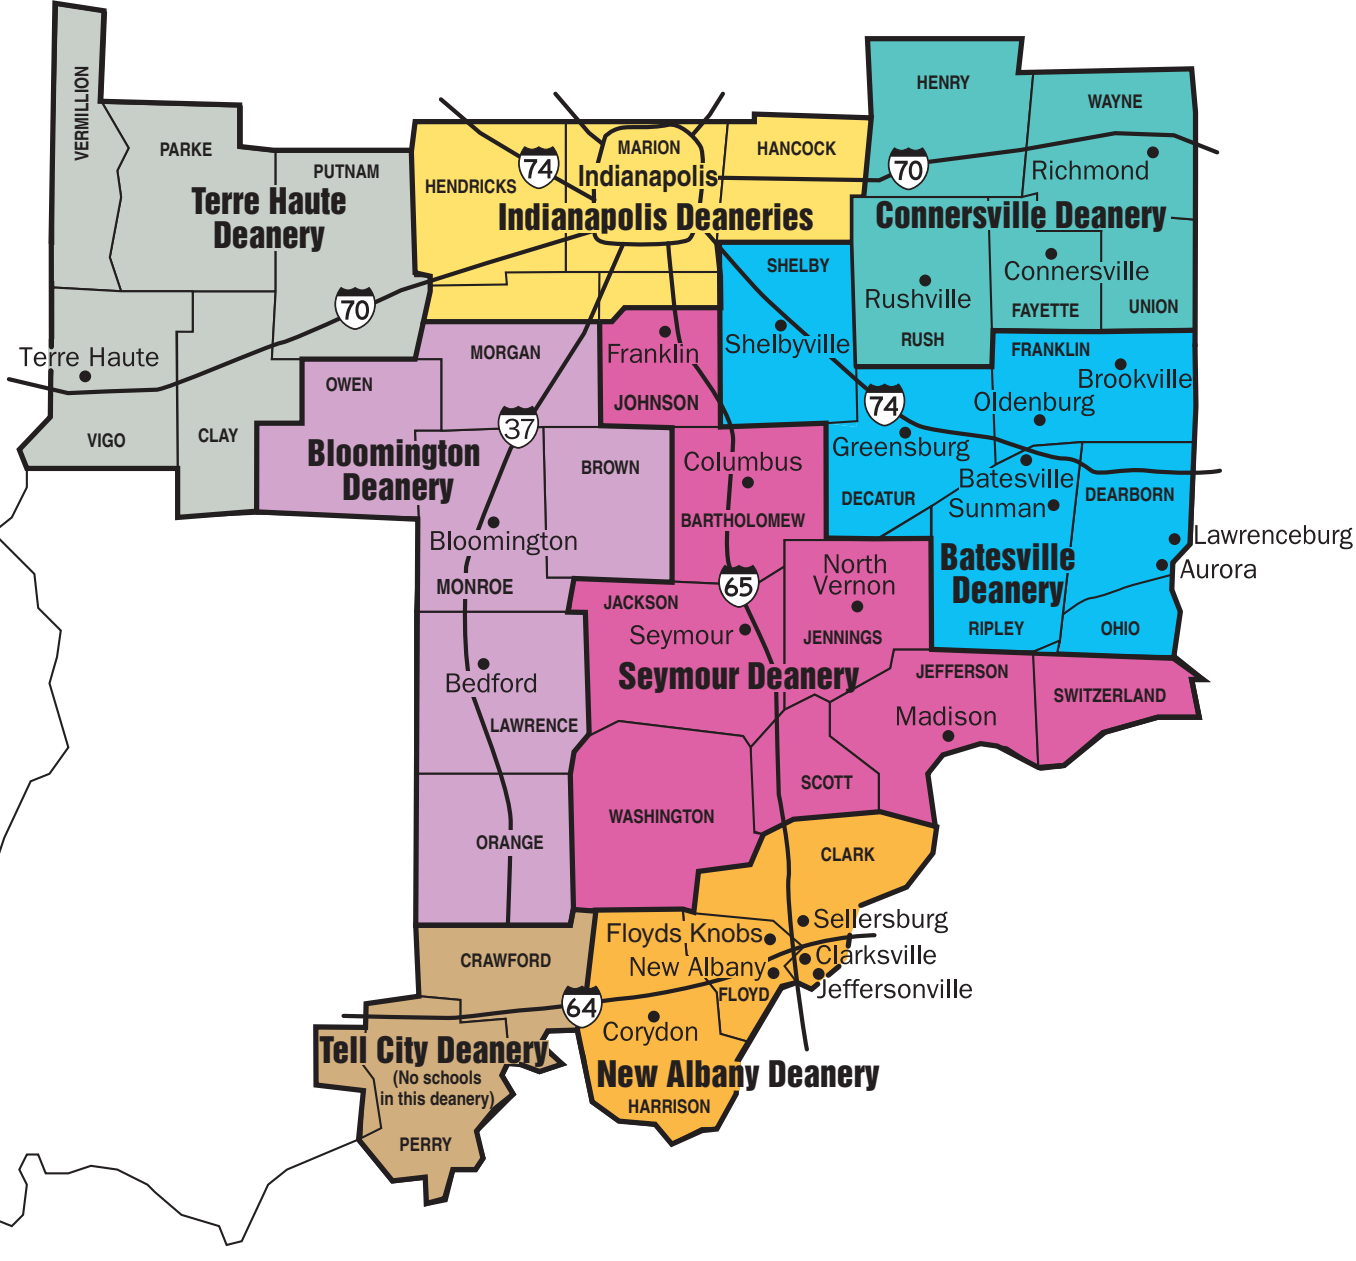 HENRY
VERMILLION
WAYNE
PARKE
MARION
HANCOCK
74
70
Richmond
PUTNAM
HENDRICKS
Indianapolis
Terre Haute
Deanery
Indianapolis Deaneries
Connersville Deanery
SHELBY
Connersville
Rushville
FAYETTE
UNION
70
RUSH
Terre Haute
MORGAN
Franklin
Shelbyville
FRANKLIN
Brookville
OWEN
JOHNSON
74
Oldenburg
VIGO
CLAY
37
Greensburg
Bloomington
Deanery
BROWN
Columbus
Batesville
DECATUR
DEARBORN
Sunman
BARTHOLOMEW
Bloomington
Lawrenceburg
Batesville
Deanery
Aurora
MONROE
65
North
Vernon
JACKSON
Seymour
JENNINGS
RIPLEY
OHIO
Seymour Deanery
JEFFERSON
Bedford
SWITZERLAND
LAWRENCE
Madison
SCOTT
WASHINGTON
ORANGE
CLARK
Sellersburg
Floyds Knobs
CRAWFORD
Clarksville
New Albany
Jeffersonville
FLOYD
64
Corydon
Tell City Deanery
(No schools
in this deanery)
New Albany Deanery
HARRISON
PERRY